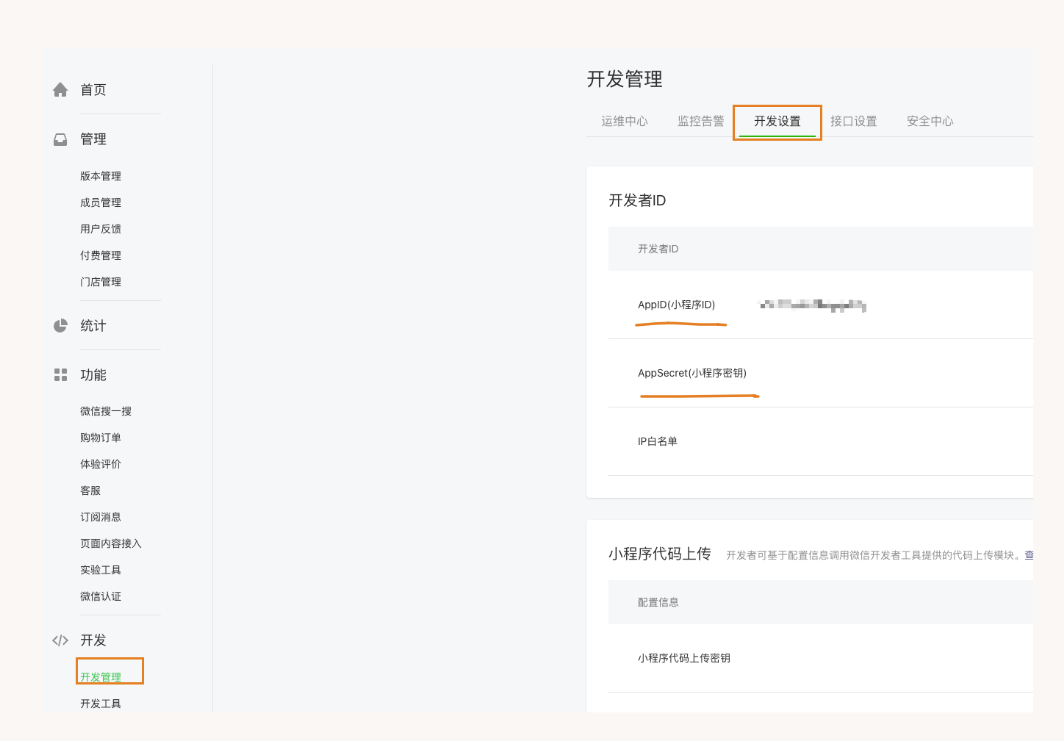 首页
管理
版本管理
成员管理
用户反馈
付费管理
门店管理
统计
功能
微信搜一搜
购物订单
体验评价
客服
订阅消息
页面内容接入
实验工具
微信认证
</> 开发
开发管理
开发工具
开发管理
运维中心 监控告警 开发设置 接口设置 安全中心
开发者ID
开发者ID
AppID(小程序ID)
AppSecret(小程序密钥)
IP白名单
小程序代码上传 开发者可基于配置信息调用微信开发者工具提供的代码上传模块。查
配置信息
小程序代码上传密钥